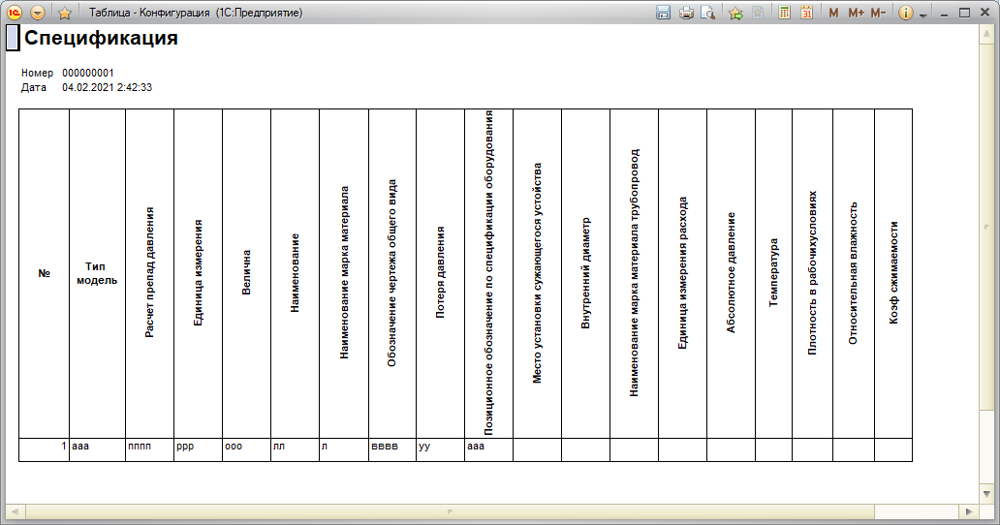 Таблица - Конфигурация (1С:Предприятие)
M M+ M-
Спецификация
Номер 000000001
Дата 04.02.2021 2:42:33
№
Тип
модель
Расчет препад давления
Единица измерения
Велична
Наименование
Наименование марка материала
Обозначение чертежа общего вида
Потеря давления
Позиционное обозначение по спецификации оборудования
Место установки сужающегося устойства
Внутренний диаметр
Наименование марка материала трубопровод
Единица измерения расхода
Абсолютное давление
Температура
Плотность в рабочихусловиях
Относительная влажность
Коэф сжимаемости
1 ааа пппп ррр ооо лл л вввв уу ааа